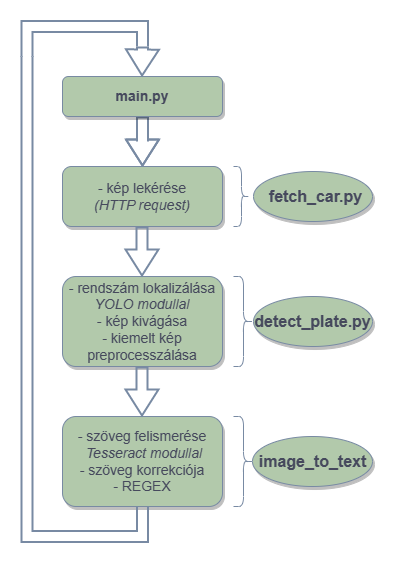 main.py
- kép lekérése
(HTTP request)
fetch_car.py
- rendszám lokalizálása
YOLO modullal
- kép kivágása
- kiemelt kép
preprocesszálása
detect_plate.py
- szöveg felismerése
Tesseract modullal
- szöveg korrekciója
- REGEX
image_to_text